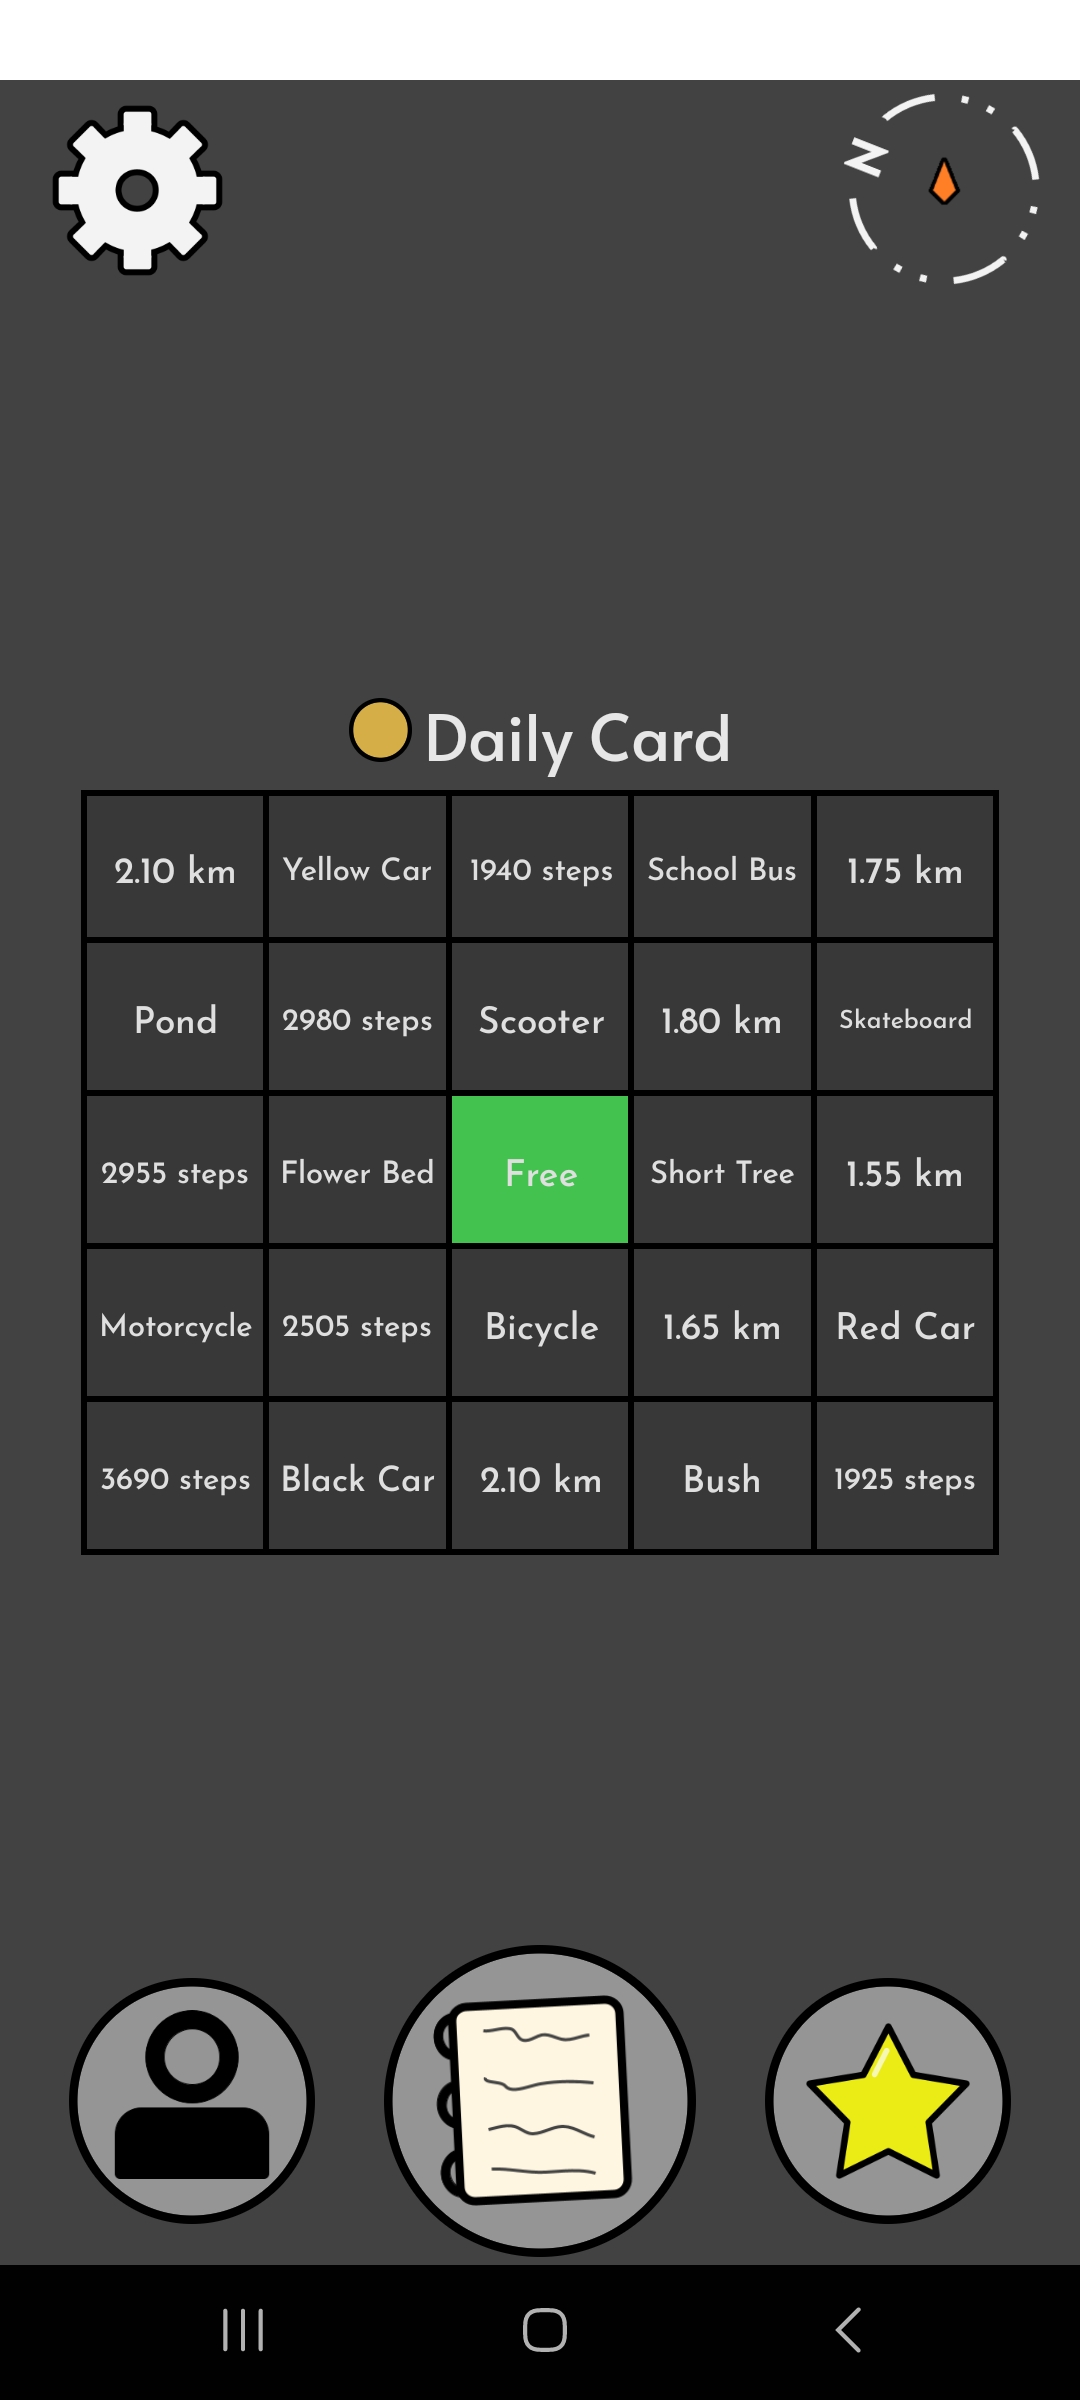 N
Daily Card
2.10 km Yellow Car 1940 steps School Bus 1.75 km
Pond 2980 steps Scooter 1.80 km Skateboard
2955 steps Flower Bed Free Short Tree 1.55 km
Motorcycle 2505 steps Bicycle 1.65 km Red Car
3690 steps Black Car 2.10 km Bush 1925 steps